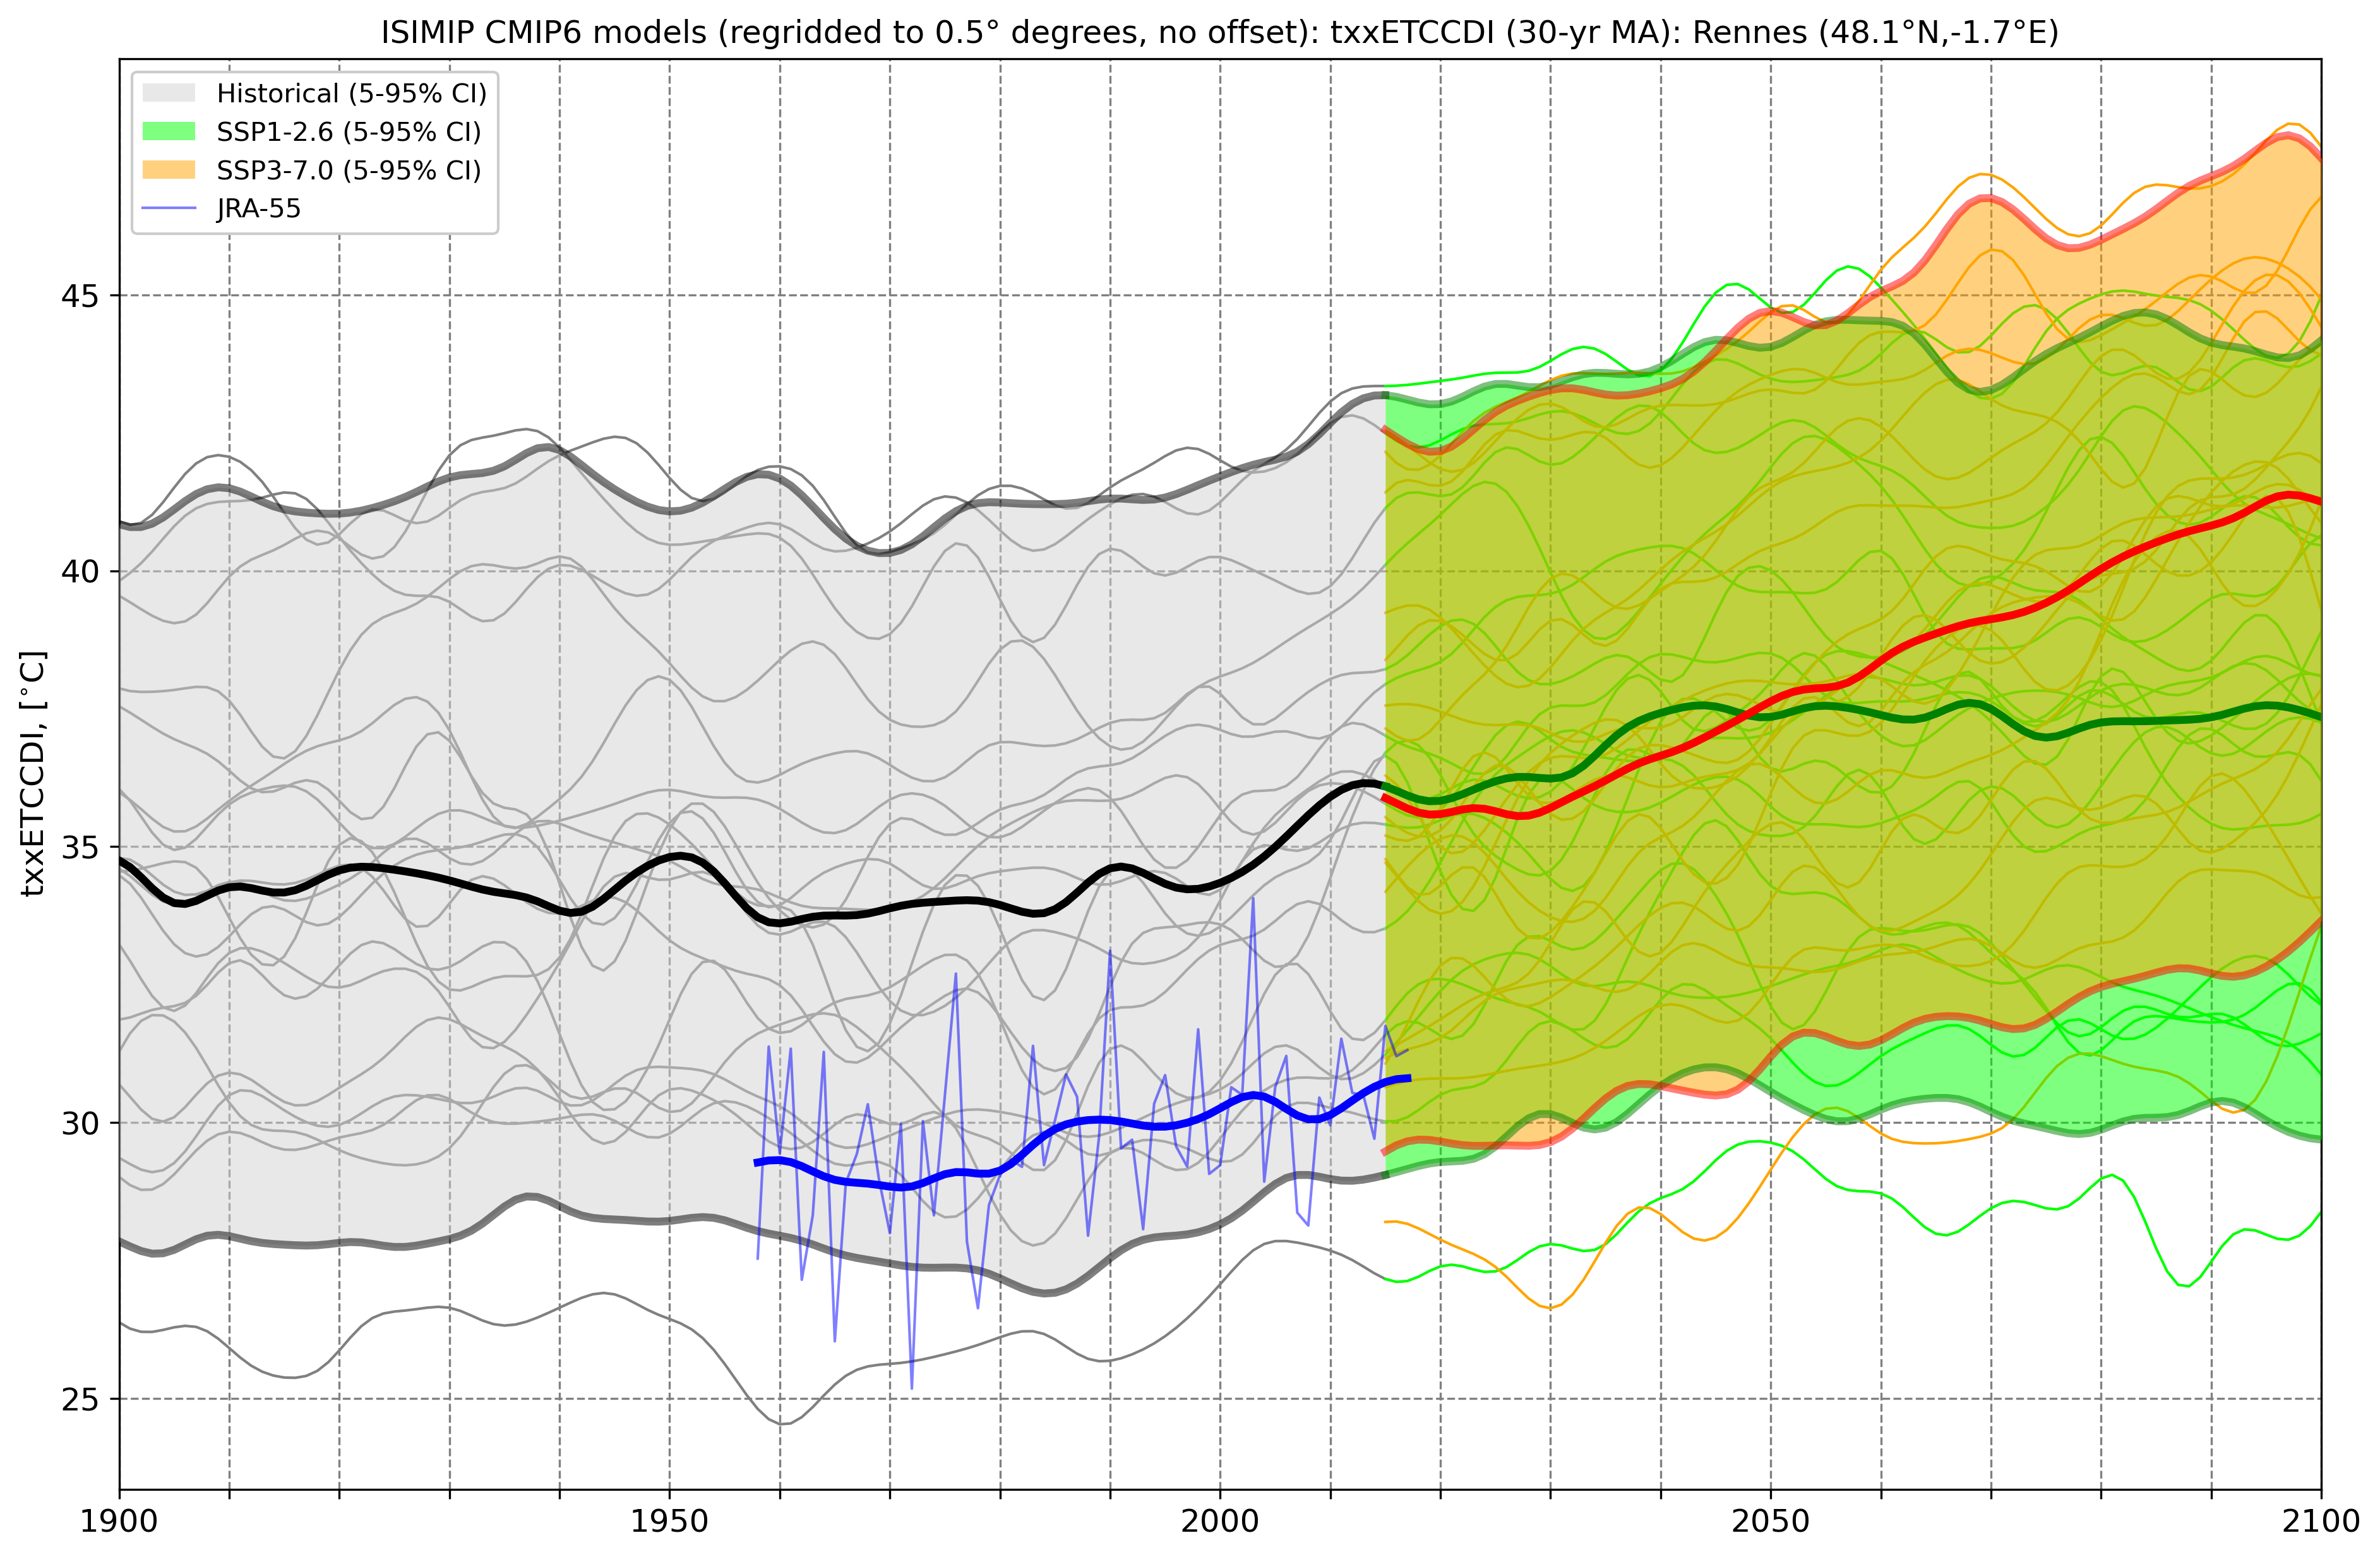 ISIMIP CMIP6 models (regridded to 0.5° degrees, no offset): txxETCCDI (30-yr MA): Rennes (48.1°N,-1.7°E)
Historical (5-95% CI)
SSP1-2.6 (5-95% CI)
SSP3-7.0 (5-95% CI)
JRA-55
txxETCCDI, [°C]
45
40
35
30
25
1900
1950
2000
2050
2100